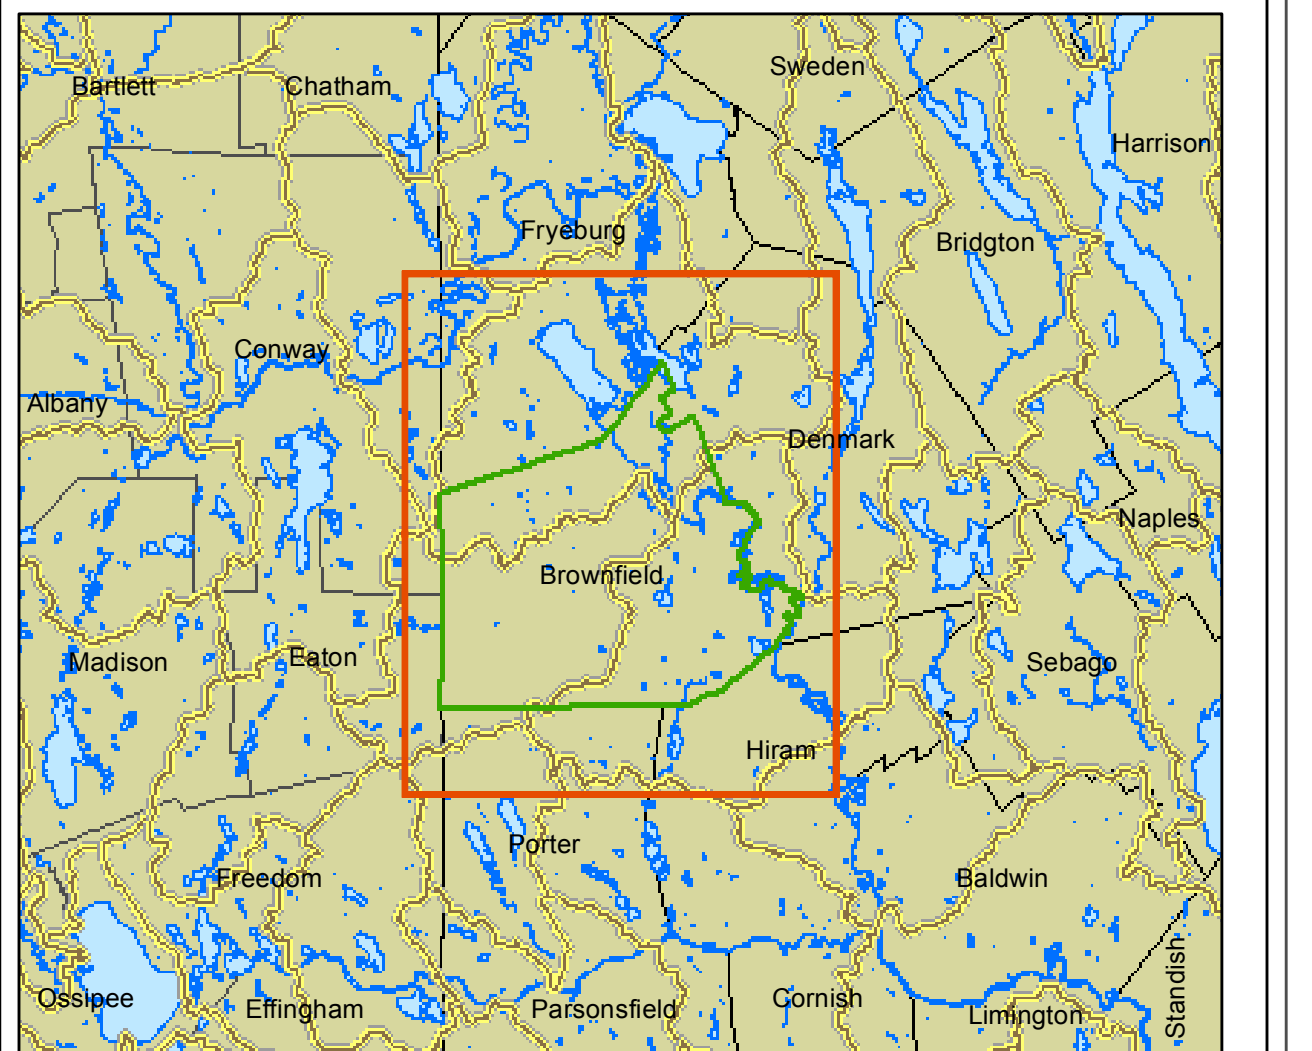 Sweden
Bartlett
Chatham
Harrison
Fryeburg
Bridgton
Conway
Albany
Denmark
Naples
Brownfield
Madison
Eaton
Sebago
Hiram
Porter
Freedom
Baldwin
Standish
Ossipee
Effingham
Parsonsfield
Cornish
Limington